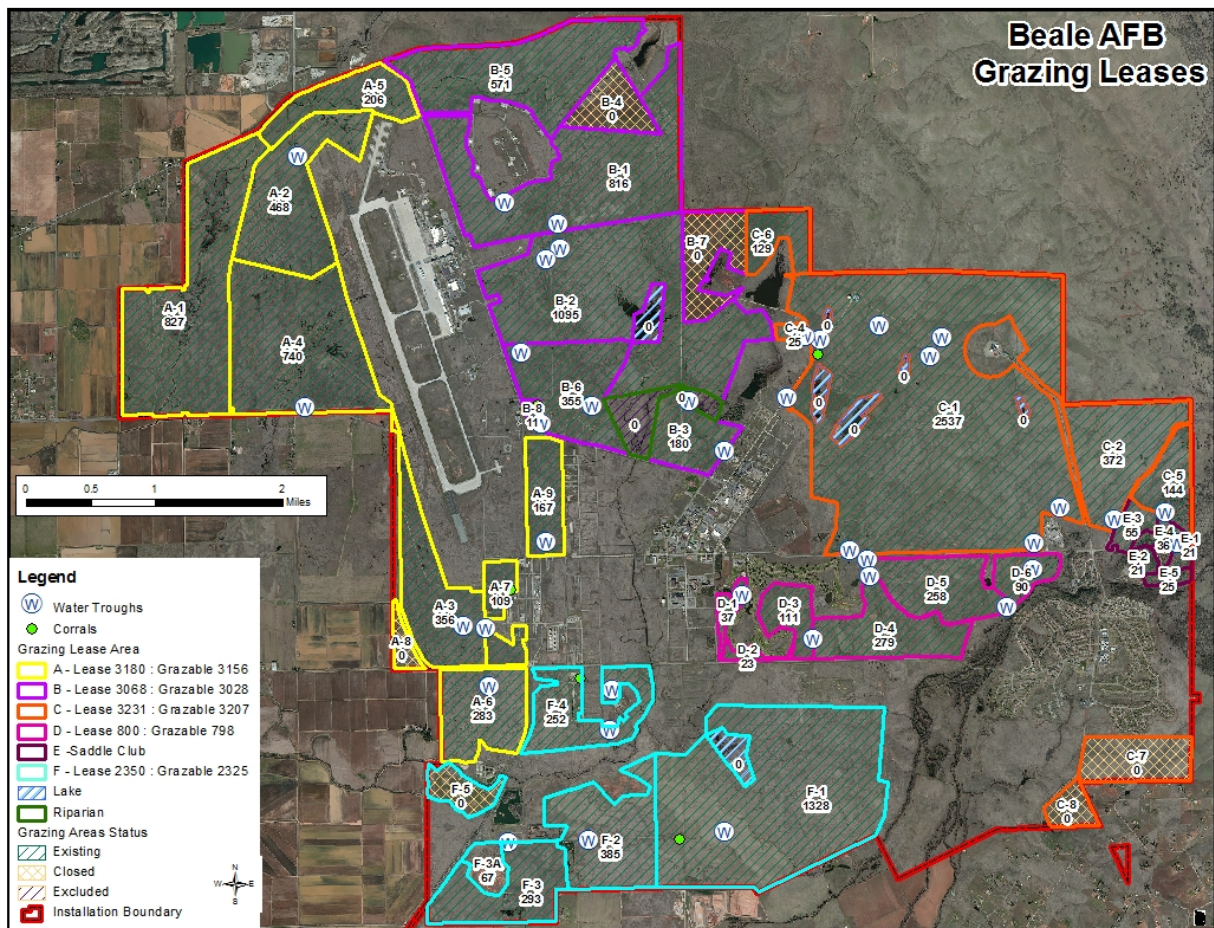 Beale AFB
Grazing Leases
A-5
206
B-5
571
B-4
0
A-2
468
B-1
816
B-7
0
C-6
129
A-1
827
A-4
740
B-2
1095
0
C-4
25
0
0
0
0
C-1
2537
0
B-6
355
B-8
11
0
0
B-3
180
C-2
372
C-5
144
0 0.5 1 2
Miles
A-9
167
E-3
55
E-4
36
E-1
21
E-2
21
E-5
25
A-7
109
D-1
37
D-3
111
D-5
258
D-6
90
D-4
279
D-2
23
A-3
356
A-8
0
A-6
283
F-4
252
0
F-1
1328
C-7
0
C-8
0
F-5
0
F-2
385
F-3A
67
F-3
293
Legend
W Water Troughs
Corrals
Grazing Lease Area
A - Lease 3180 : Grazable 3156
B - Lease 3068 : Grazable 3028
C - Lease 3231 : Grazable 3207
D - Lease 800 : Grazable 798
E -Saddle Club
F - Lease 2350 : Grazable 2325
Lake
Riparian
Grazing Areas Status
Existing
Closed
Excluded
Installation Boundary
N
W E
S